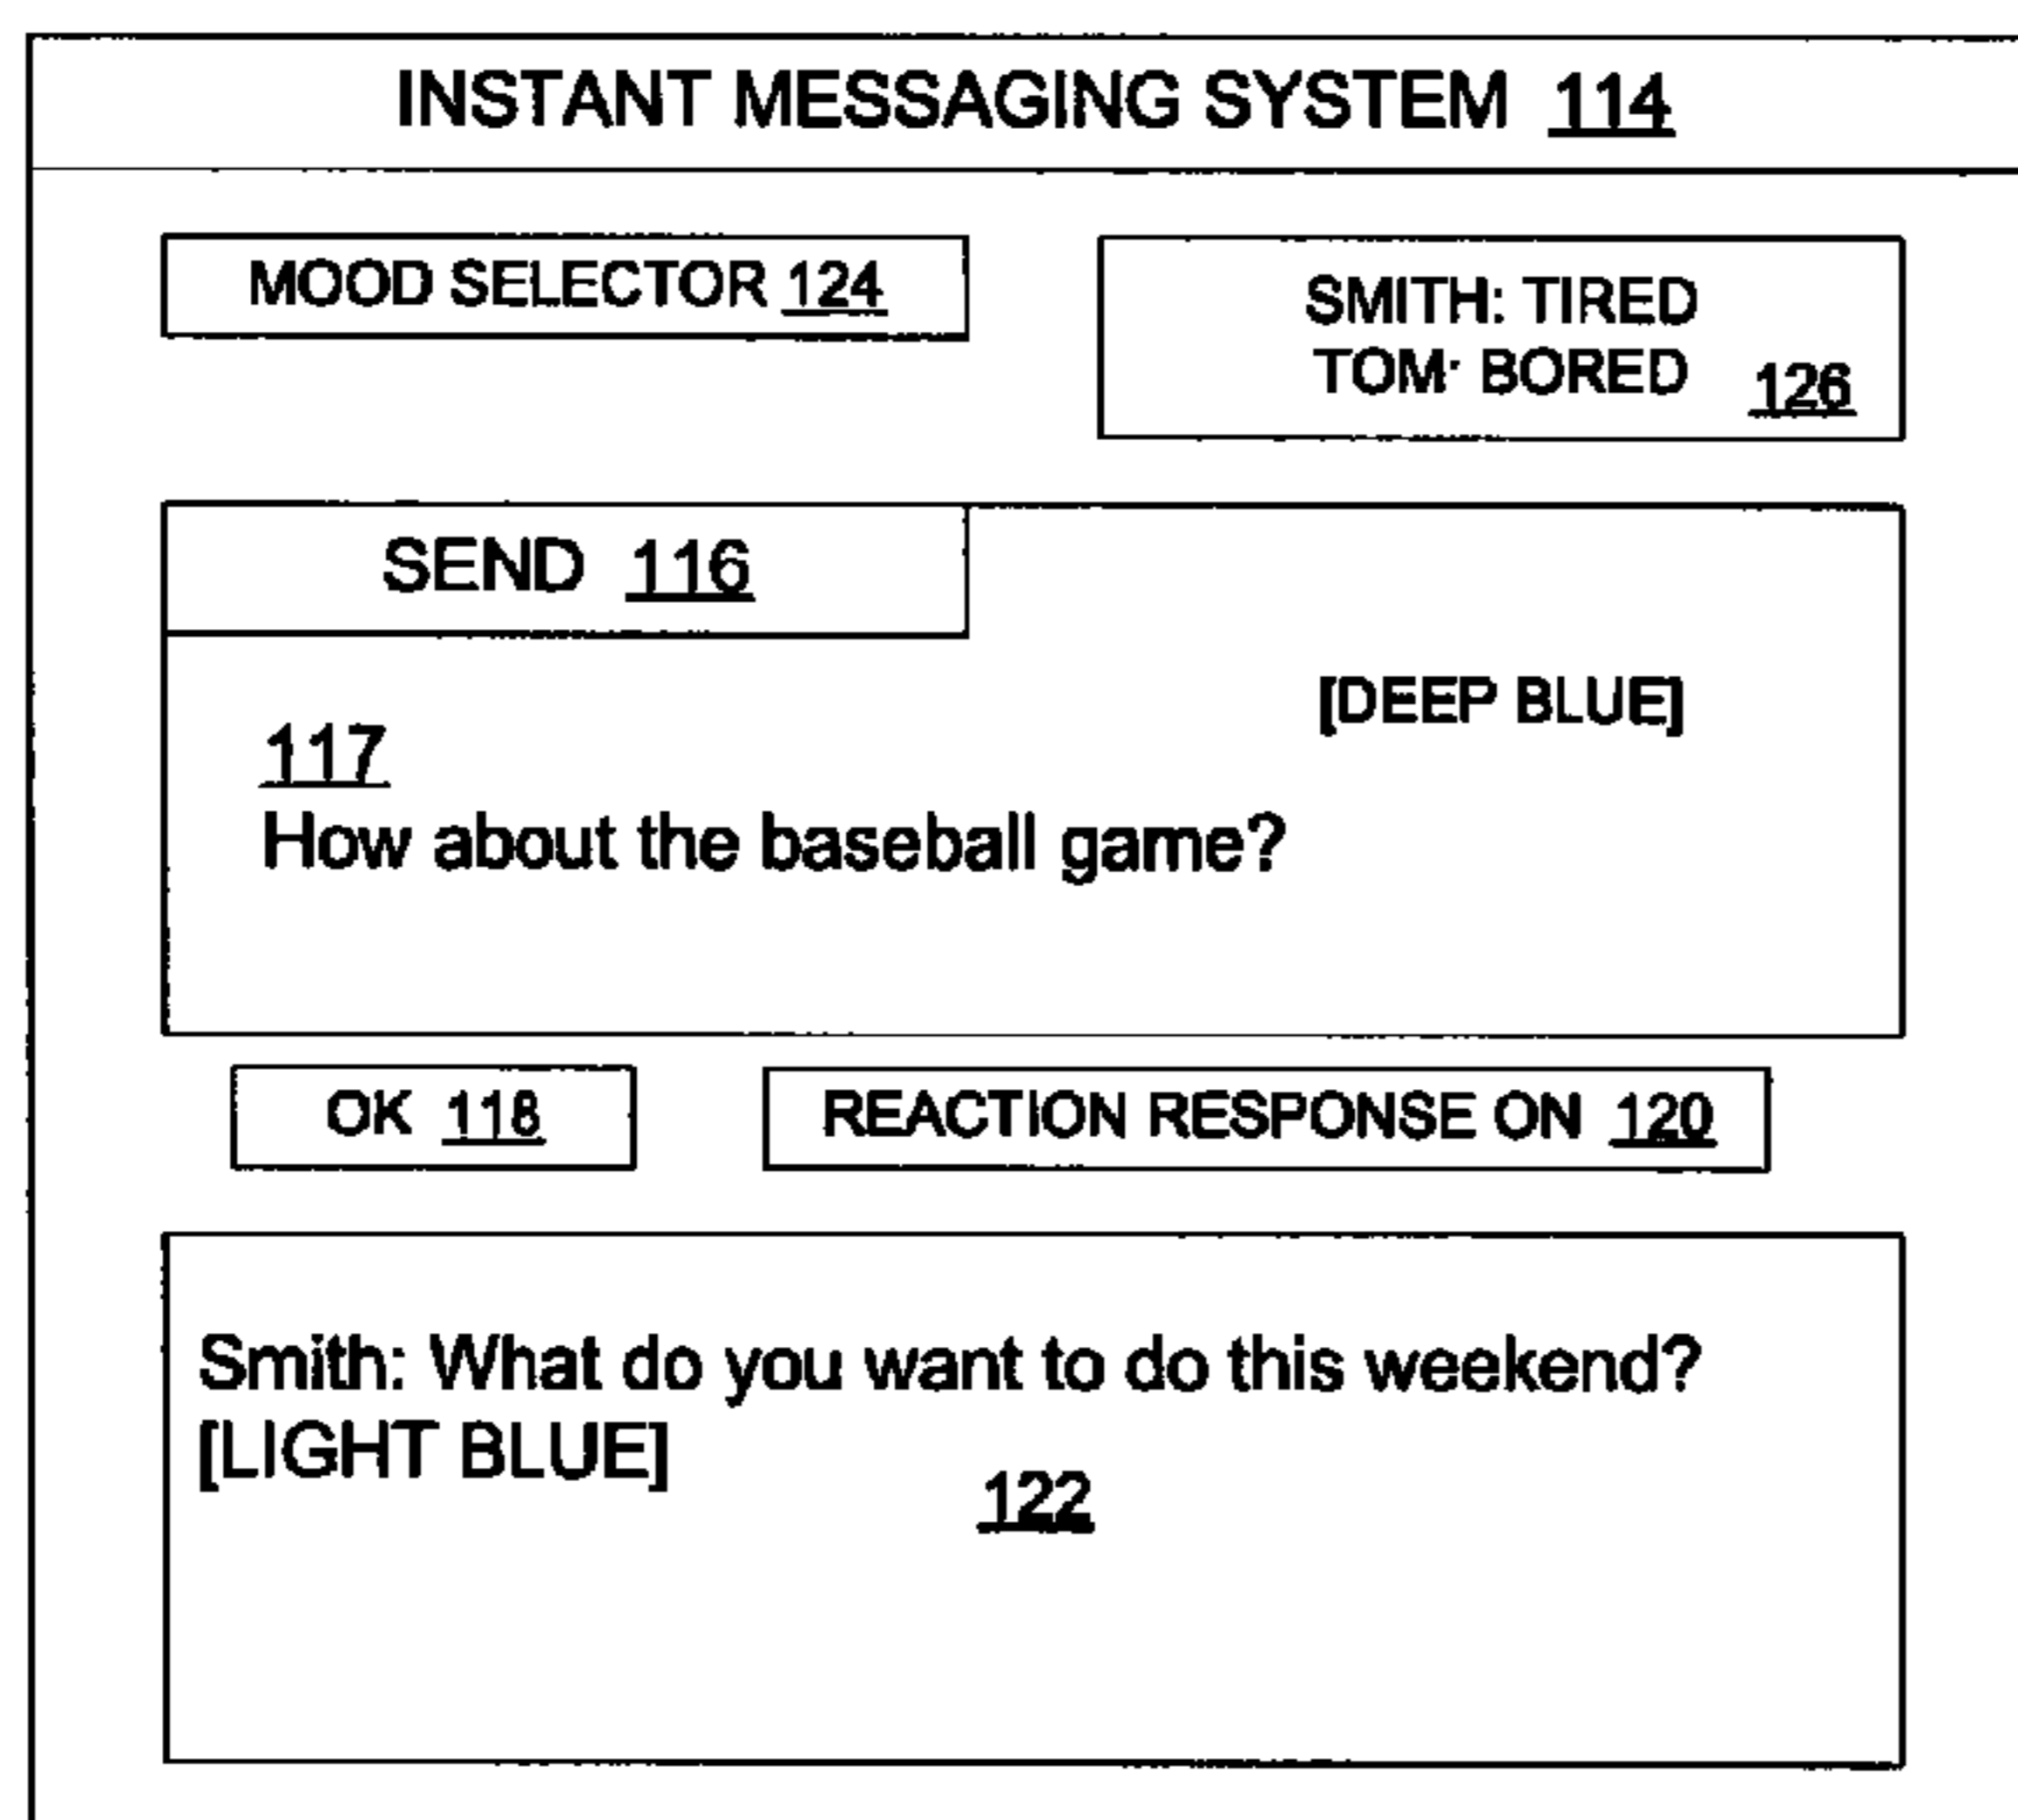 INSTANT MESSAGING SYSTEM 114
MOOD SELECTOR 124
SMITH: TIRED
TOM: BORED 126
SEND 116
[DEEP BLUE]
117
How about the baseball game?
OK 118
REACTION RESPONSE ON 120
Smith: What do you want to do this weekend?
[LIGHT BLUE]
122